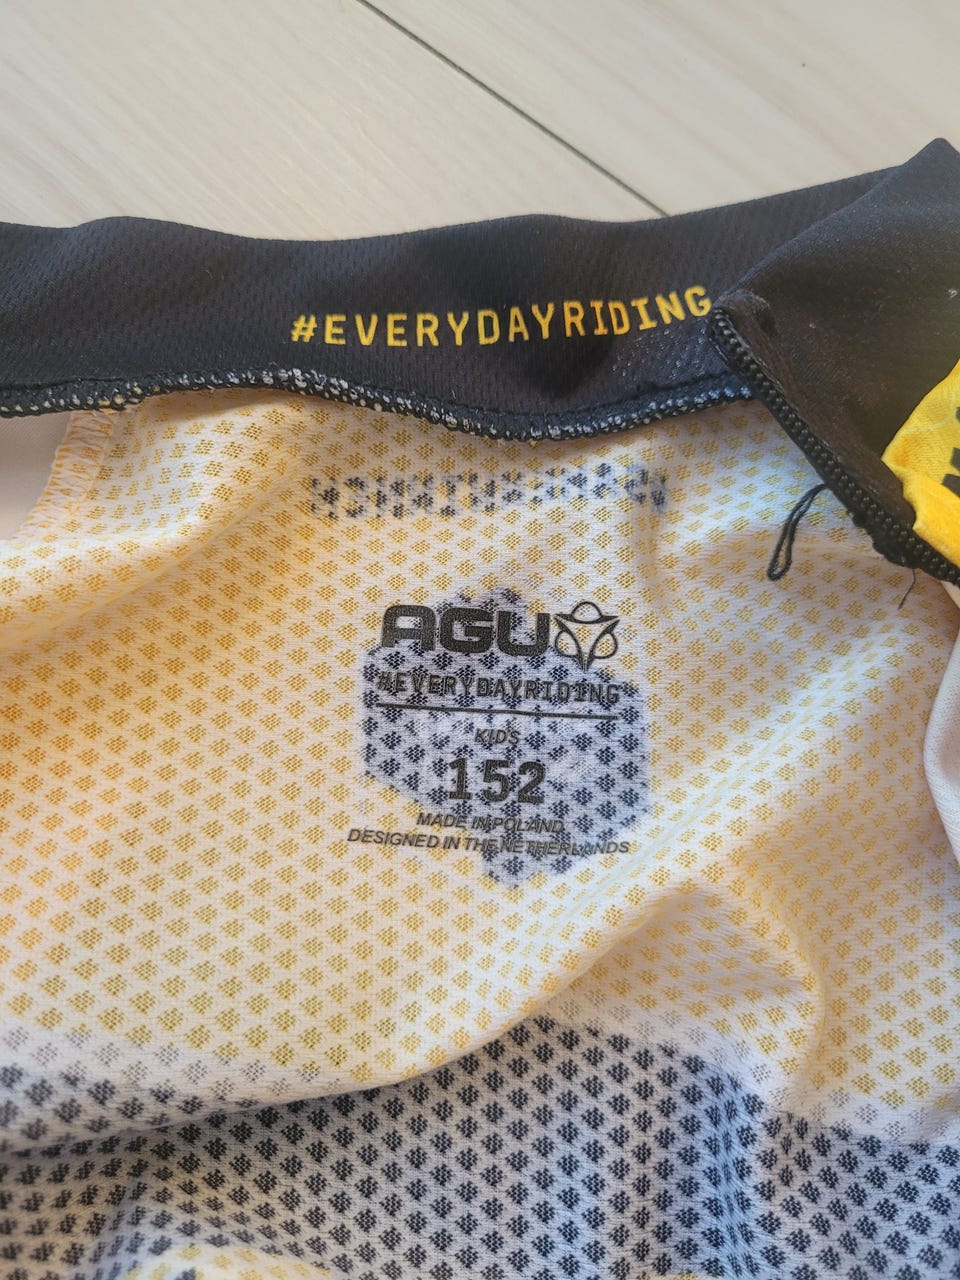 #EVERYDAYRIDING
AGU
#EVERYDAYRIDING
KIDS
152
MADE IN POLAND
DESIGNED IN THE NETHERLANDS